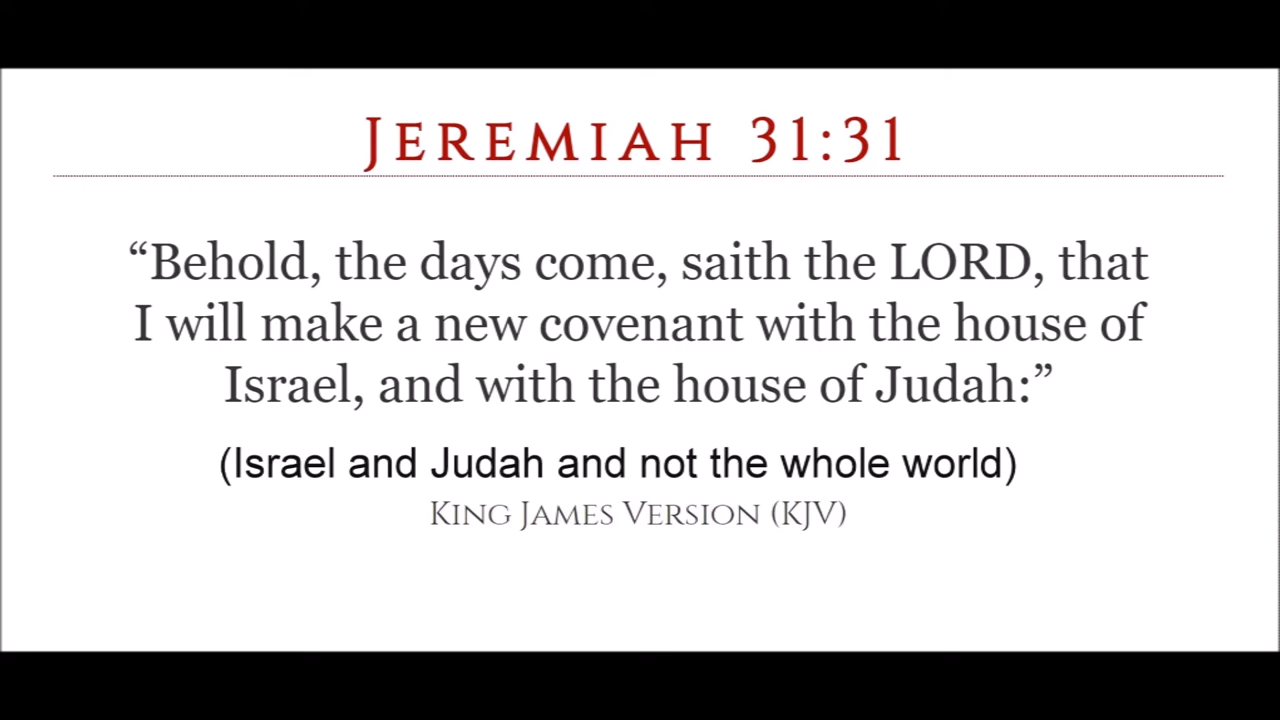 JEREMIAH 31:31
“Behold, the days come, saith the LORD, that
I will make a new covenant with the house of
Israel, and with the house of Judah:”
(Israel and Judah and not the whole world)
KING JAMES VERSION (KJV)